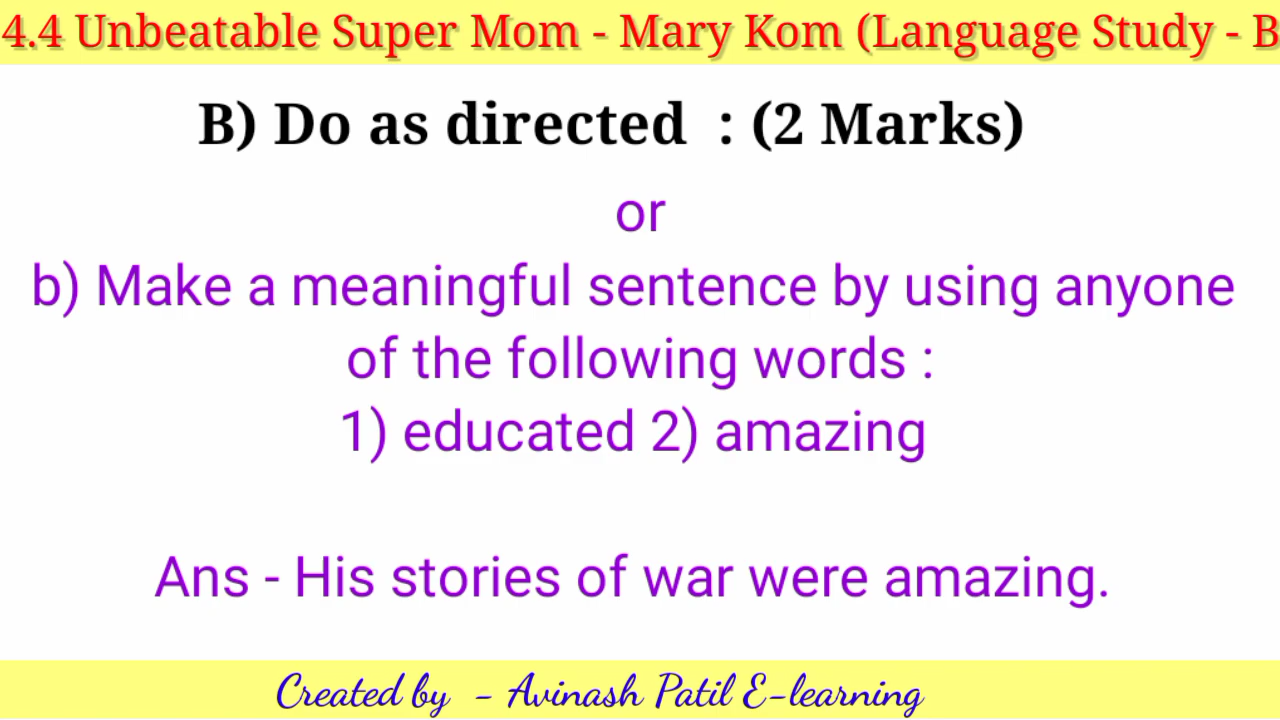 4.4 Unbeatable Super Mom - Mary Kom (Language Study - B
B) Do as directed : (2 Marks)
or
b) Make a meaningful sentence by using anyone
of the following words :
1) educated 2) amazing
Ans - His stories of war were amazing.
Created by - Avinash Patil E-learning